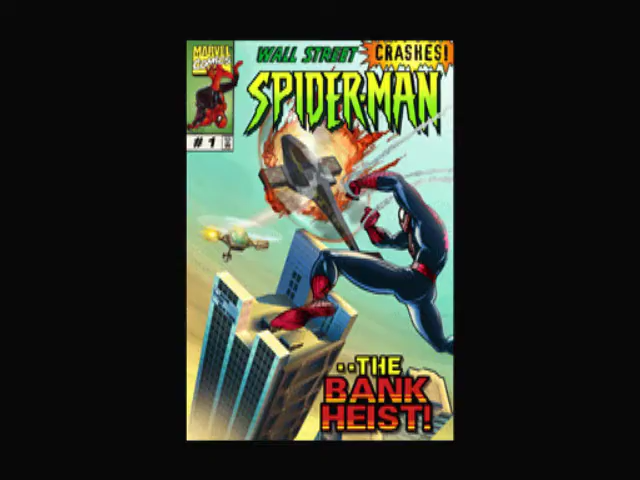 MARVEL
COMICS
WALL STREET
CRASHES!
SPIDER-MAN
#1
..THE
BANK
HEIST!